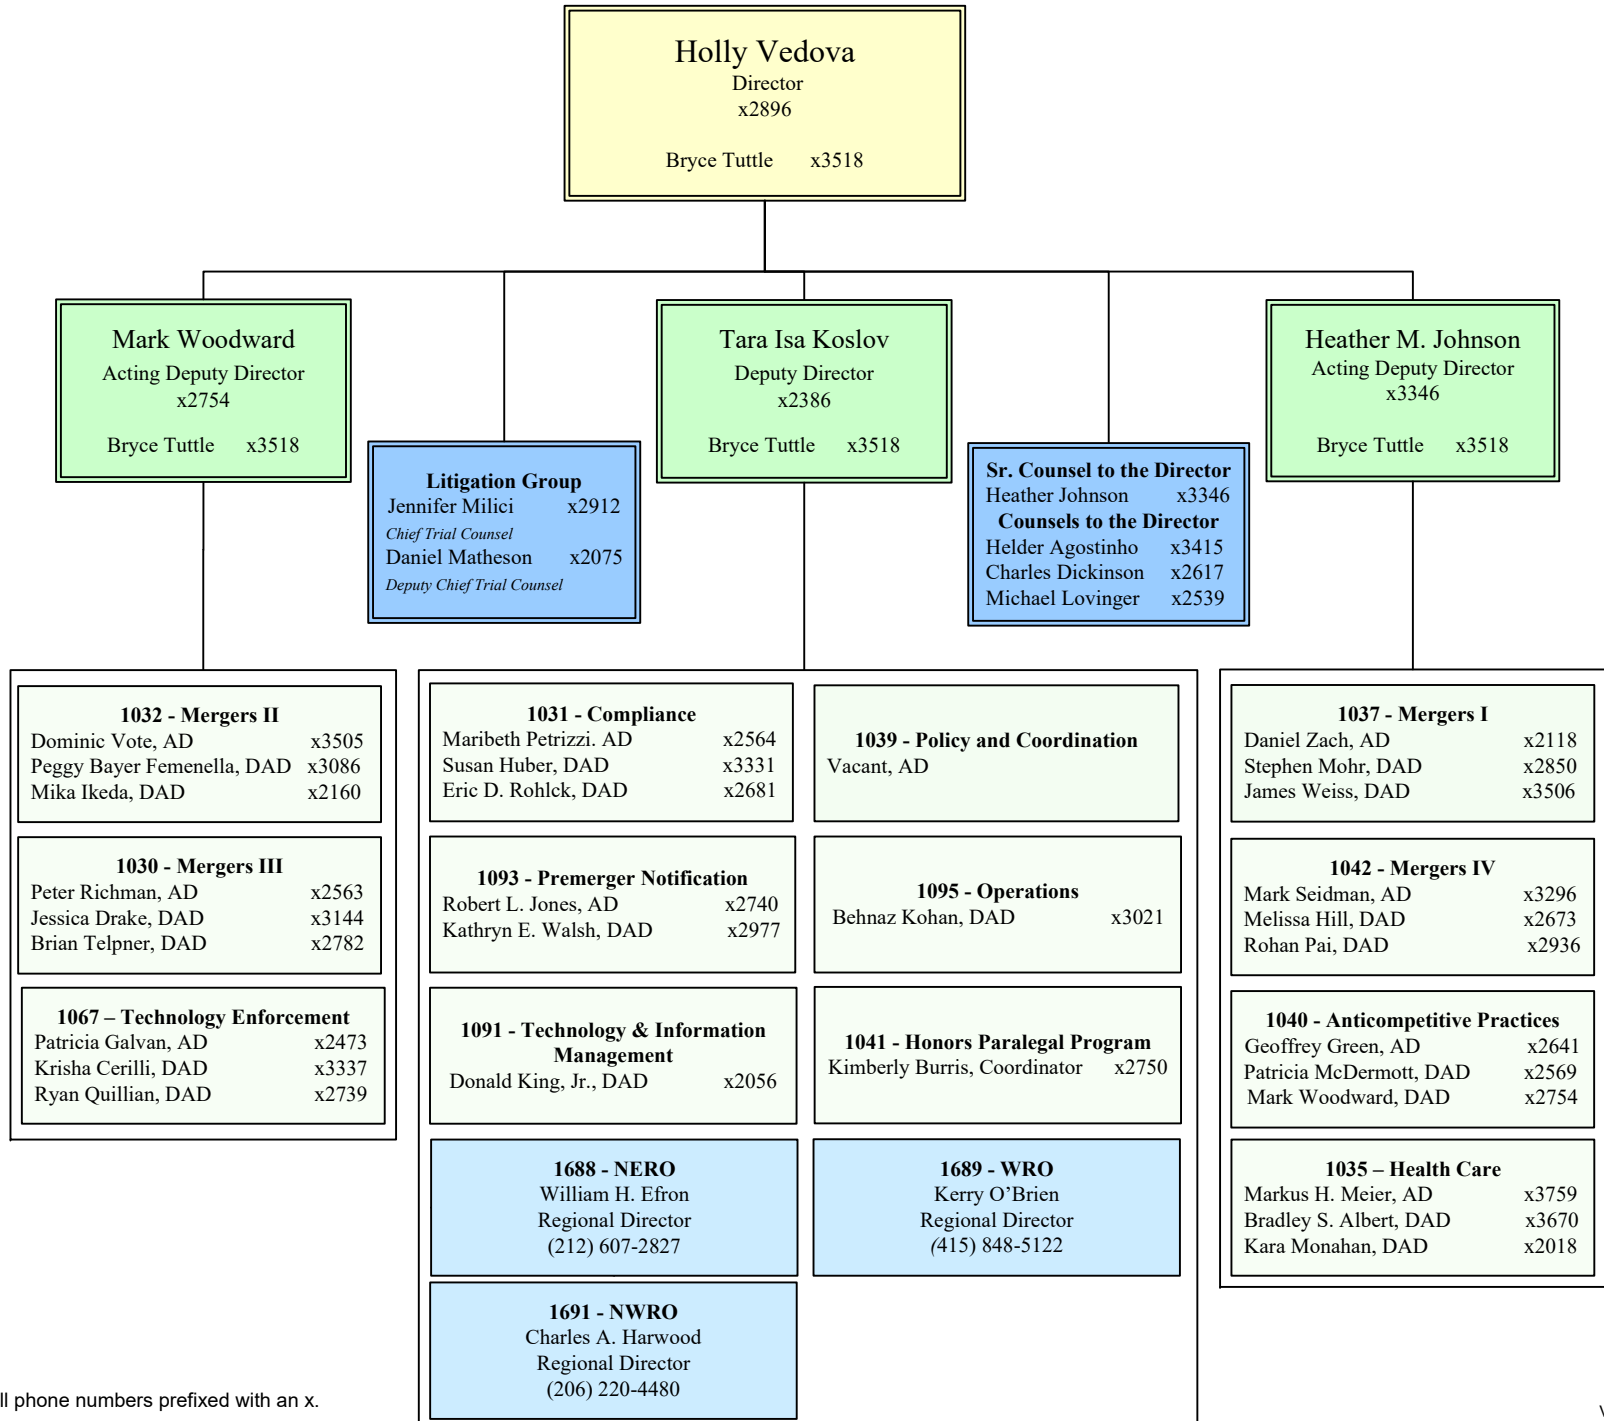 Holly Vedova
Director
x2896
Bryce Tuttle x3518
Mark Woodward
Acting Deputy Director
x2754
Bryce Tuttle x3518
Tara Isa Koslov
Deputy Director
x2386
Bryce Tuttle x3518
Heather M. Johnson
Acting Deputy Director
x3346
Bryce Tuttle x3518
Litigation Group
Jennifer Milici x2912
Chief Trial Counsel
Daniel Matheson x2075
Deputy Chief Trial Counsel
Sr. Counsel to the Director
Heather Johnson x3346
Counsels to the Director
Helder Agostinho x3415
Charles Dickinson x2617
Michael Lovinger x2539
1032 - Mergers II
Dominic Vote, AD x3505
Peggy Bayer Femenella, DAD x3086
Mika Ikeda, DAD x2160
1030 - Mergers III
Peter Richman, AD x2563
Jessica Drake, DAD x3144
Brian Telpner, DAD x2782
1067 – Technology Enforcement
Patricia Galvan, AD x2473
Krisha Cerilli, DAD x3337
Ryan Quillian, DAD x2739
1031 - Compliance
Maribeth Petrizzi. AD x2564
Susan Huber, DAD x3331
Eric D. Rohlck, DAD x2681
1039 - Policy and Coordination
Vacant, AD
1093 - Premerger Notification
Robert L. Jones, AD x2740
Kathryn E. Walsh, DAD x2977
1095 - Operations
Behnaz Kohan, DAD x3021
1091 - Technology & Information
Management
Donald King, Jr., DAD x2056
1041 - Honors Paralegal Program
Kimberly Burris, Coordinator x2750
1688 - NERO
William H. Efron
Regional Director
(212) 607-2827
1689 - WRO
Kerry O’Brien
Regional Director
(415) 848-5122
1691 - NWRO
Charles A. Harwood
Regional Director
(206) 220-4480
1037 - Mergers I
Daniel Zach, AD x2118
Stephen Mohr, DAD x2850
James Weiss, DAD x3506
1042 - Mergers IV
Mark Seidman, AD x3296
Melissa Hill, DAD x2673
Rohan Pai, DAD x2936
1040 - Anticompetitive Practices
Geoffrey Green, AD x2641
Patricia McDermott, DAD x2569
Mark Woodward, DAD x2754
1035 – Health Care
Markus H. Meier, AD x3759
Bradley S. Albert, DAD x3670
Kara Monahan, DAD x2018
ll phone numbers prefixed with an x.